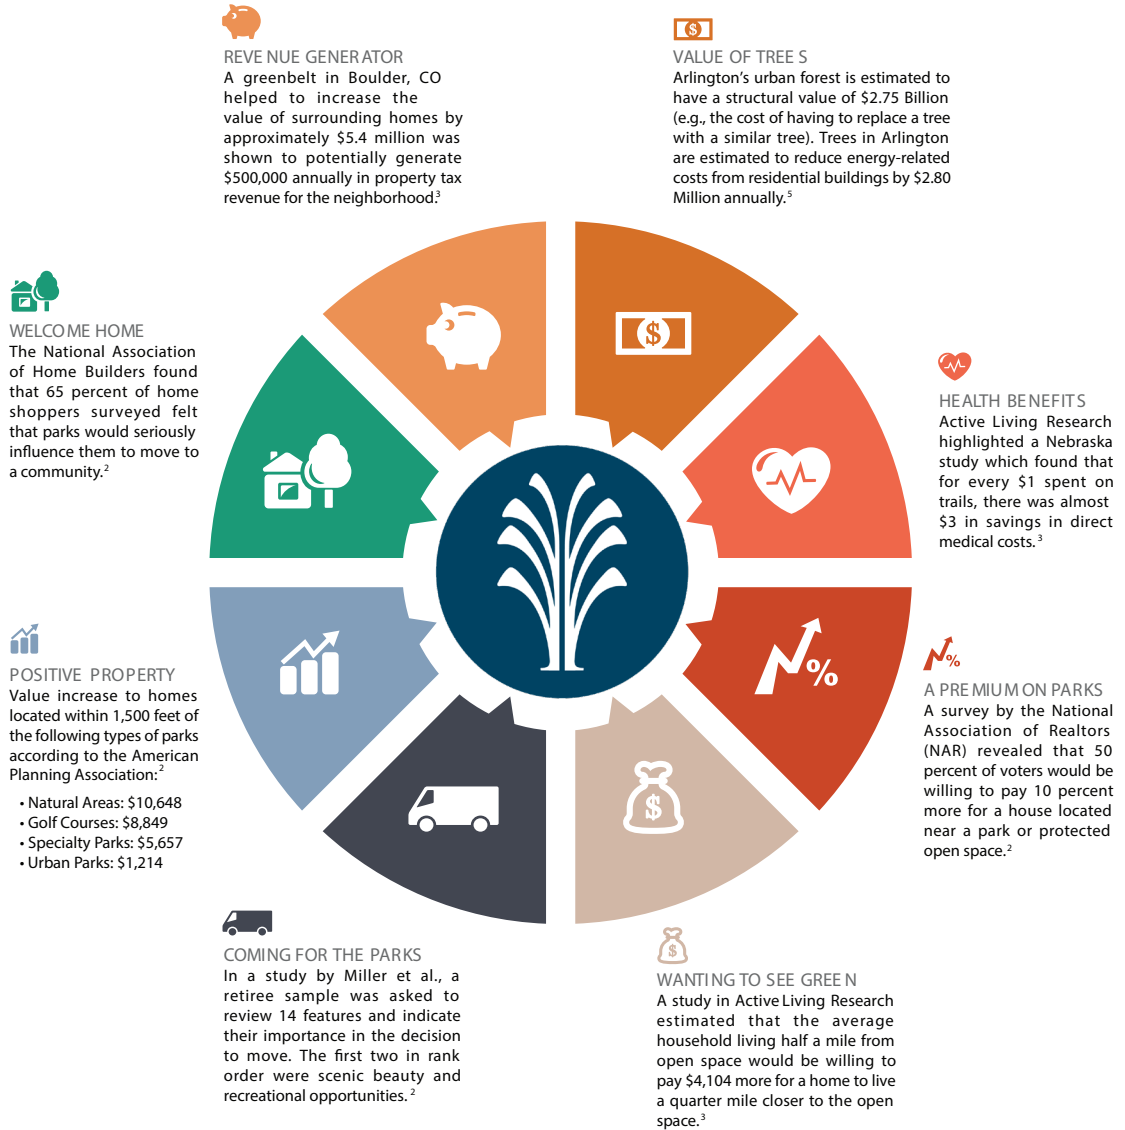 REVENUE GENERATOR
A greenbelt in Boulder, CO
helped to increase the
value of surrounding homes by
approximately $5.4 million was
shown to potentially generate
$500,000 annually in property tax
revenue for the neighborhood.3
VALUE OF TREES
Arlington's urban forest is estimated to
have a structural value of $2.75 Billion
(e.g., the cost of having to replace a tree
with a similar tree). Trees in Arlington
are estimated to reduce energy-related
costs from residential buildings by $2.80
Million annually.5
WELCOME HOME
The National Association
of Home Builders found
that 65 percent of home
shoppers surveyed felt
that parks would seriously
influence them to move to
a community.2
HEALTH BENEFITS
Active Living Research
highlighted a Nebraska
study which found that
for every $1 spent on
trails, there was almost
$3 in savings in direct
medical costs.3
$
%
$
POSITIVE PROPERTY
Value increase to homes
located within 1,500 feet of
the following types of parks
according to the American
Planning Association:2
• Natural Areas: $10,648
• Golf Courses: $8,849
• Specialty Parks: $5,657
• Urban Parks: $1,214
%
A PREMIUM ON PARKS
A survey by the National
Association of Realtors
(NAR) revealed that 50
percent of voters would be
willing to pay 10 percent
more for a house located
near a park or protected
open space.2
COMING FOR THE PARKS
In a study by Miller et al., a
retiree sample was asked to
review 14 features and indicate
their importance in the decision
to move. The first two in rank
order were scenic beauty and
recreational opportunities.2
$
WANTING TO SEE GREEN
A study in Active Living Research
estimated that the average
household living half a mile from
open space would be willing to
pay $4,104 more for a home to live
a quarter mile closer to the open
space.3